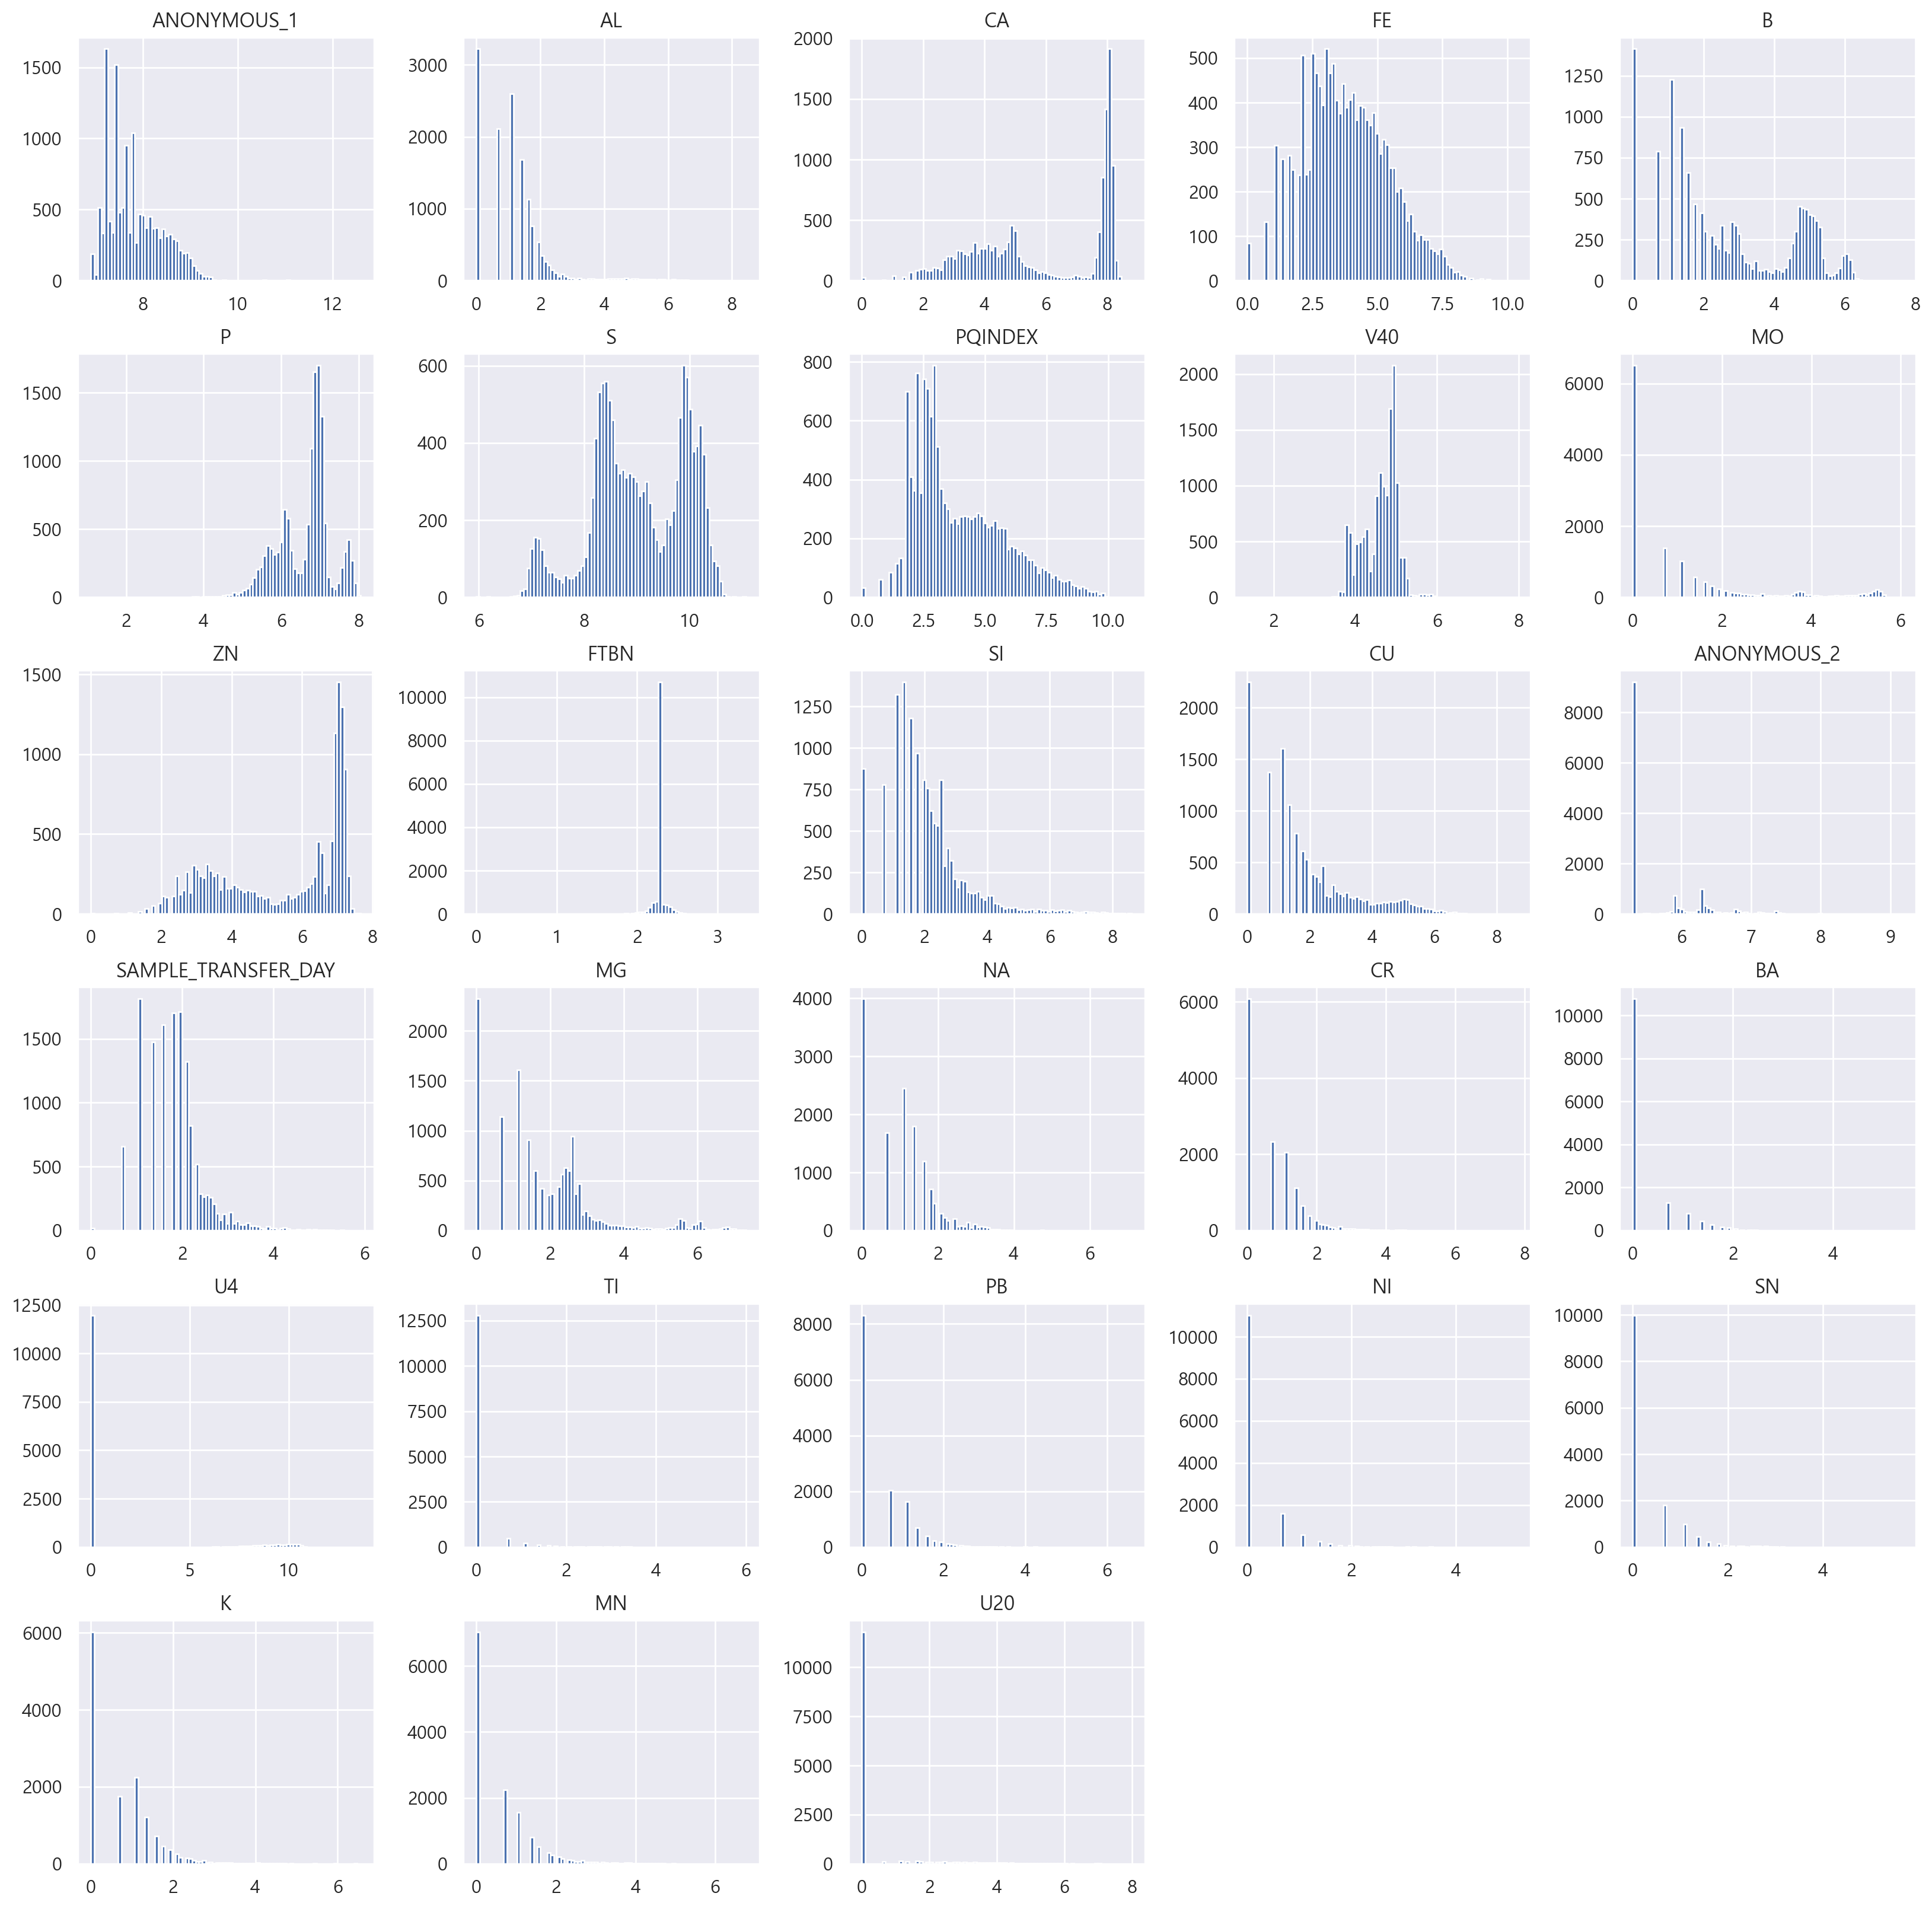 ANONYMOUS_1 AL CA FE B
1500 1000 500 0 8 10 12
3000 2000 1000 0 0 2 4 6 8
2000 1500 1000 500 0 0 2 4 6 8
500 400 300 200 100 0 0.0 2.5 5.0 7.5 10.0
1250 1000 750 500 250 0 0 2 4 6 8
P S PQINDEX V40 MO
1500 1000 500 0 2 4 6 8
600 400 200 0 6 8 10
800 600 400 200 0 0.0 2.5 5.0 7.5 10.0
2000 1500 1000 500 0 2 4 6 8
6000 4000 2000 0 0 2 4 6
ZN FTBN SI CU ANONYMOUS_2
1500 1000 500 0 0 2 4 6 8
10000 8000 6000 4000 2000 0 0 1 2 3
1250 1000 750 500 250 0 0 2 4 6 8
2000 1500 1000 500 0 0 2 4 6 8
8000 6000 4000 2000 0 6 7 8 9
SAMPLE_TRANSFER_DAY MG NA CR BA
1500 1000 500 0 0 2 4 6
2000 1500 1000 500 0 0 2 4 6
4000 3000 2000 1000 0 0 2 4 6
6000 4000 2000 0 0 2 4 6 8
10000 8000 6000 4000 2000 0 0 2 4
U4 TI PB NI SN
12500 10000 7500 5000 2500 0 0 5 10
12500 10000 7500 5000 2500 0 0 2 4 6
8000 6000 4000 2000 0 0 2 4 6
10000 8000 6000 4000 2000 0 0 2 4
10000 8000 6000 4000 2000 0 0 2 4
K MN U20
6000 4000 2000 0 0 2 4 6
6000 4000 2000 0 0 2 4 6
10000 7500 5000 2500 0 0 2 4 6 8